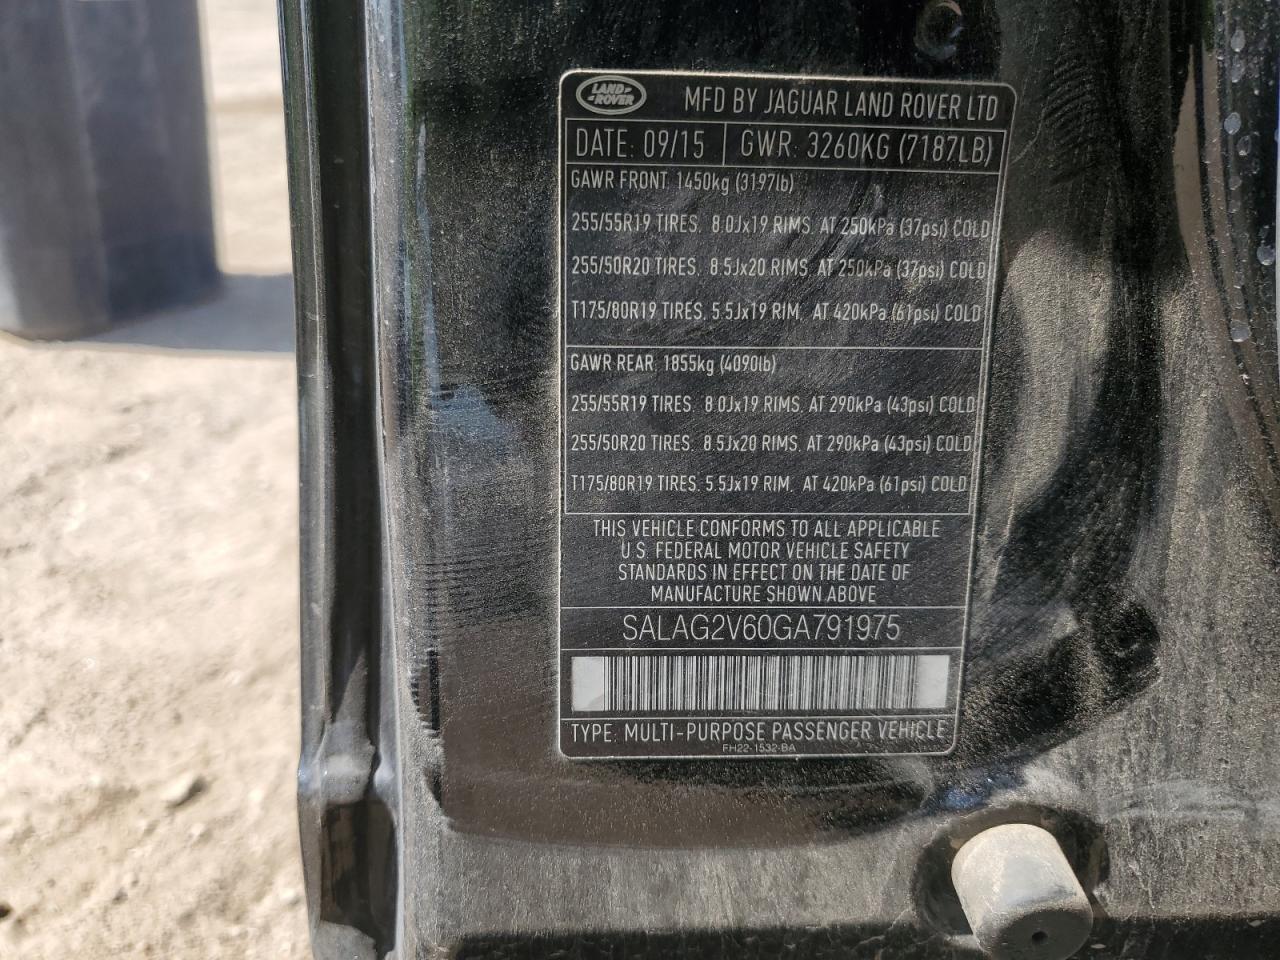 LAND-
-ROVER
MFD BY JAGUAR LAND ROVER LTD
DATE: 09/15 GWR: 3260KG (7187LB)
GAWR FRONT: 1450kg (3197lb)
255/55R19 TIRES, 8.0Jx19 RIMS, AT 250kPa (37psi) COLD
255/50R20 TIRES, 8.5Jx20 RIMS, AT 250kPa (37psi) COLD
T175/80R19 TIRES, 5.5Jx19 RIM, AT 420kPa (61psi) COLD
GAWR REAR: 1855kg (4090lb)
255/55R19 TIRES, 8.0Jx19 RIMS, AT 290kPa (43psi) COLD
255/50R20 TIRES, 8.5Jx20 RIMS, AT 290kPa (43psi) COLD
T175/80R19 TIRES, 5.5Jx19 RIM, AT 420kPa (61psi) COLD
THIS VEHICLE CONFORMS TO ALL APPLICABLE
U.S. FEDERAL MOTOR VEHICLE SAFETY
STANDARDS IN EFFECT ON THE DATE OF
MANUFACTURE SHOWN ABOVE
SALAG2V60GA791975
TYPE: MULTI-PURPOSE PASSENGER VEHICLE
FH22-1532-BA